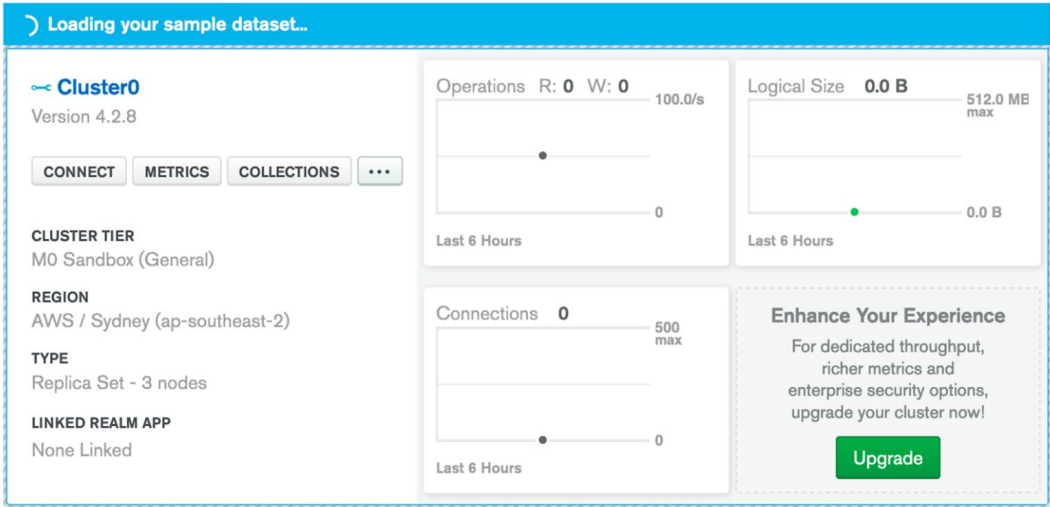 Loading your sample dataset...
Cluster0
Version 4.2.8
CONNECT METRICS COLLECTIONS ...
CLUSTER TIER
M0 Sandbox (General)
REGION
AWS / Sydney (ap-southeast-2)
TYPE
Replica Set - 3 nodes
LINKED REALM APP
None Linked
Operations R: 0 W: 0
100.0/s
0
Last 6 Hours
Logical Size 0.0 B
512.0 MB
max
0.0 B
Last 6 Hours
Connections 0
500
max
0
Last 6 Hours
Enhance Your Experience
For dedicated throughput,
richer metrics and
enterprise security options,
upgrade your cluster now!
Upgrade